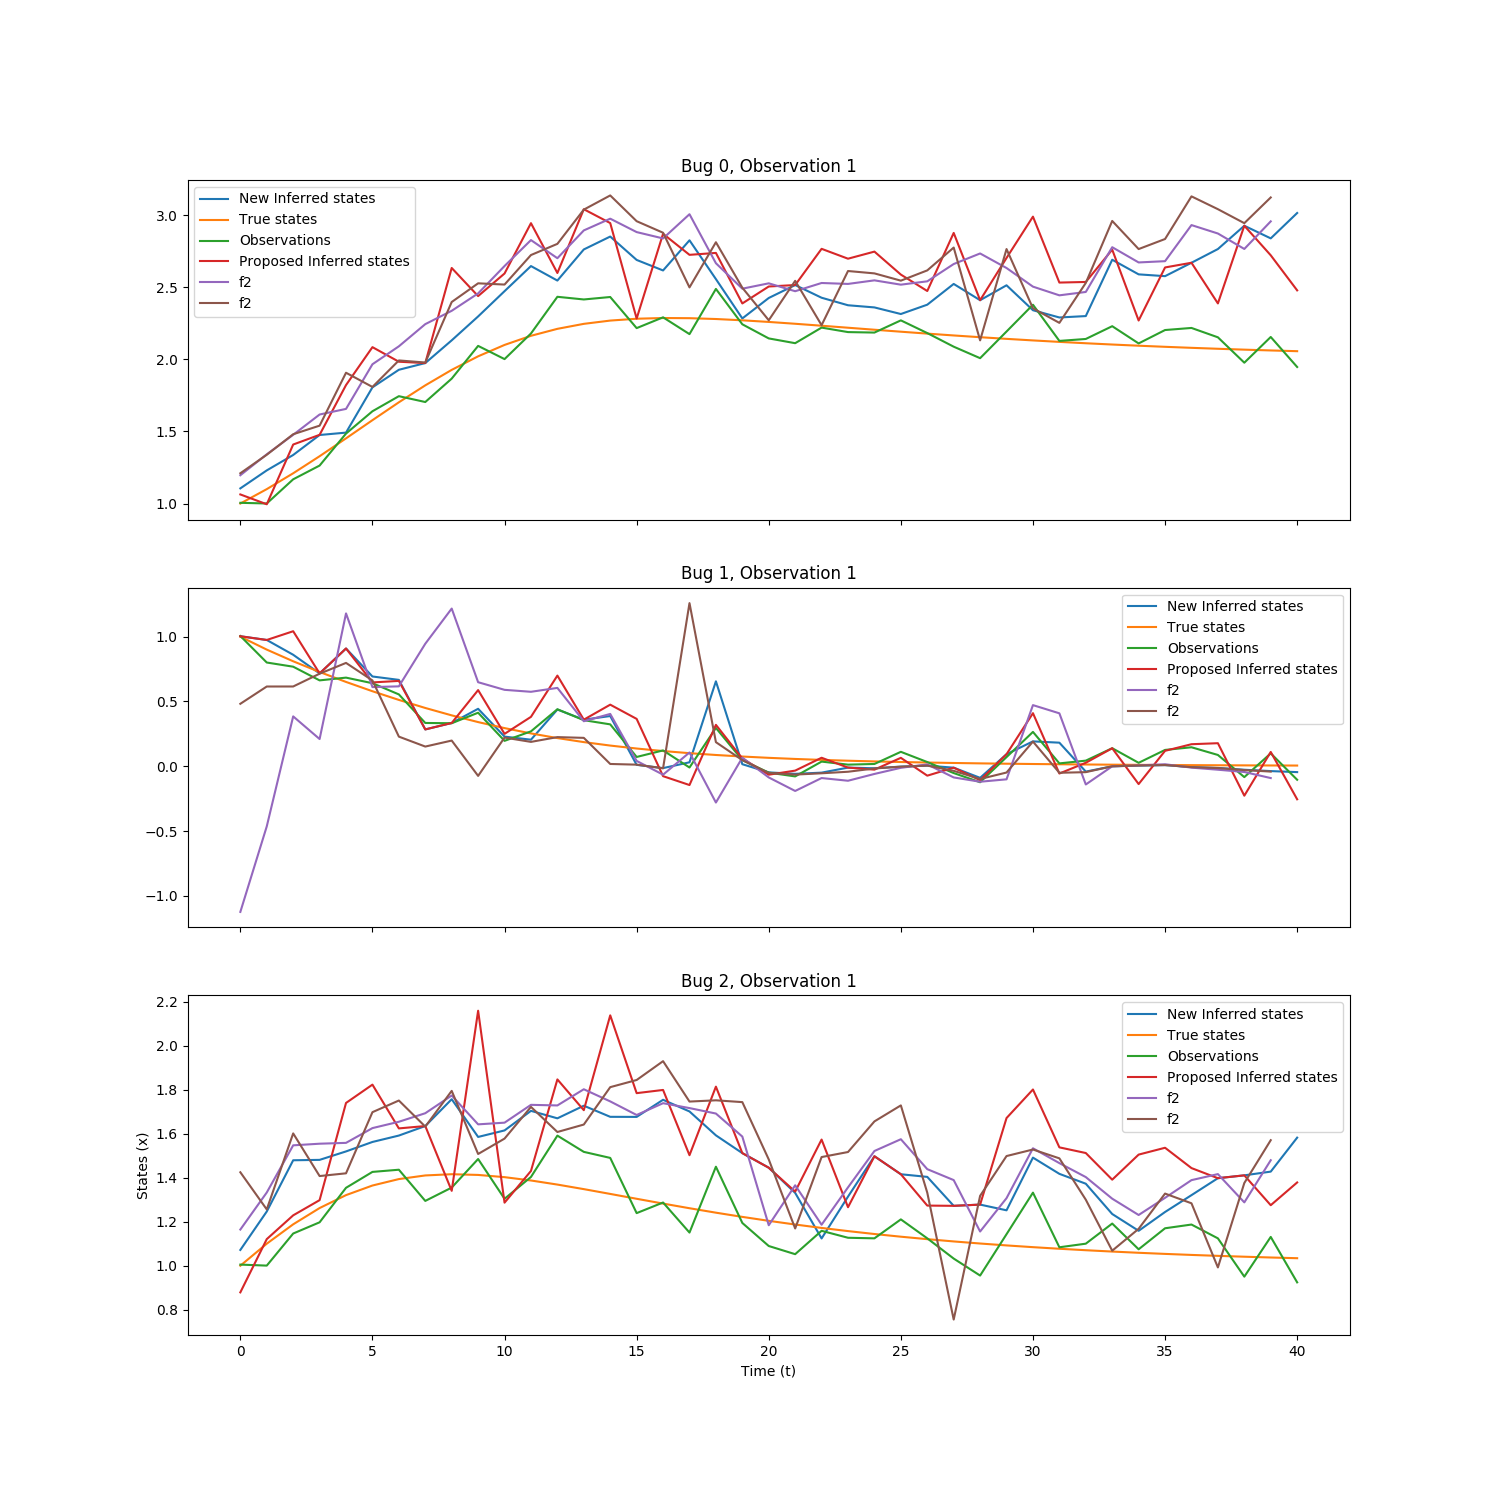 Bug 0, Observation 1
New Inferred states
True states
Observations
Proposed Inferred states
f2
f2
3.0
2.5
2.0
1.5
1.0
Bug 1, Observation 1
New Inferred states
True states
Observations
Proposed Inferred states
f2
f2
1.0
0.5
0.0
−0.5
−1.0
Bug 2, Observation 1
New Inferred states
True states
Observations
Proposed Inferred states
f2
f2
2.2
2.0
1.8
1.6
1.4
1.2
1.0
0.8
States (x)
0 5 10 15 20 25 30 35 40
Time (t)